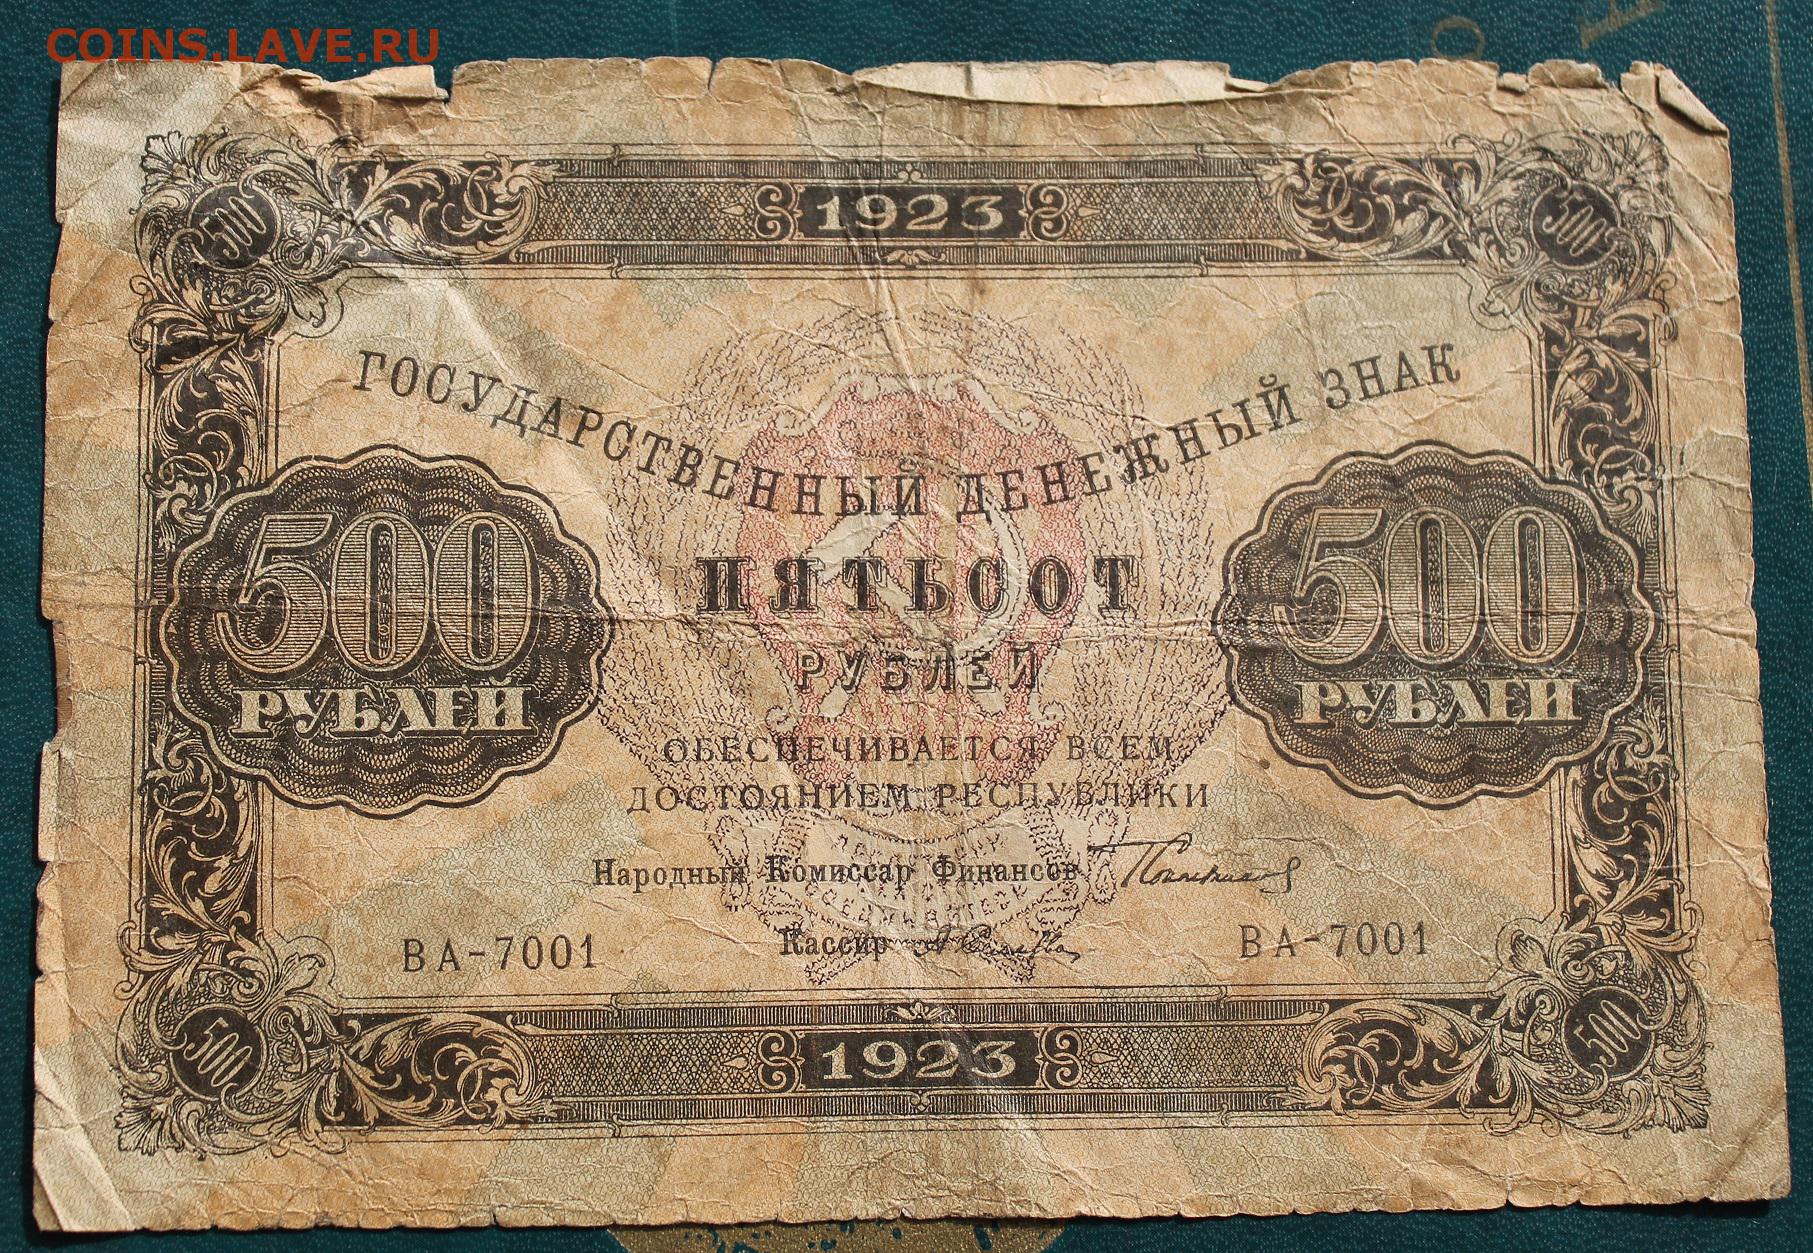 COINS.LAVE.RU
500 1923 500
ГОСУДАРСТВЕННЫЙ ДЕНЕЖНЫЙ ЗНАК
500 ПЯТЬСОТ 500
РУБЛЕЙ РУБЛЕЙ РУБЛЕЙ
ОБЕСПЕЧИВАЕТСЯ ВСЕМ
ДОСТОЯНИЕМ РЕСПУБЛИКИ
Народный Комиссар Финансов
Кассир
ВА-7001 ВА-7001
500 1923 500